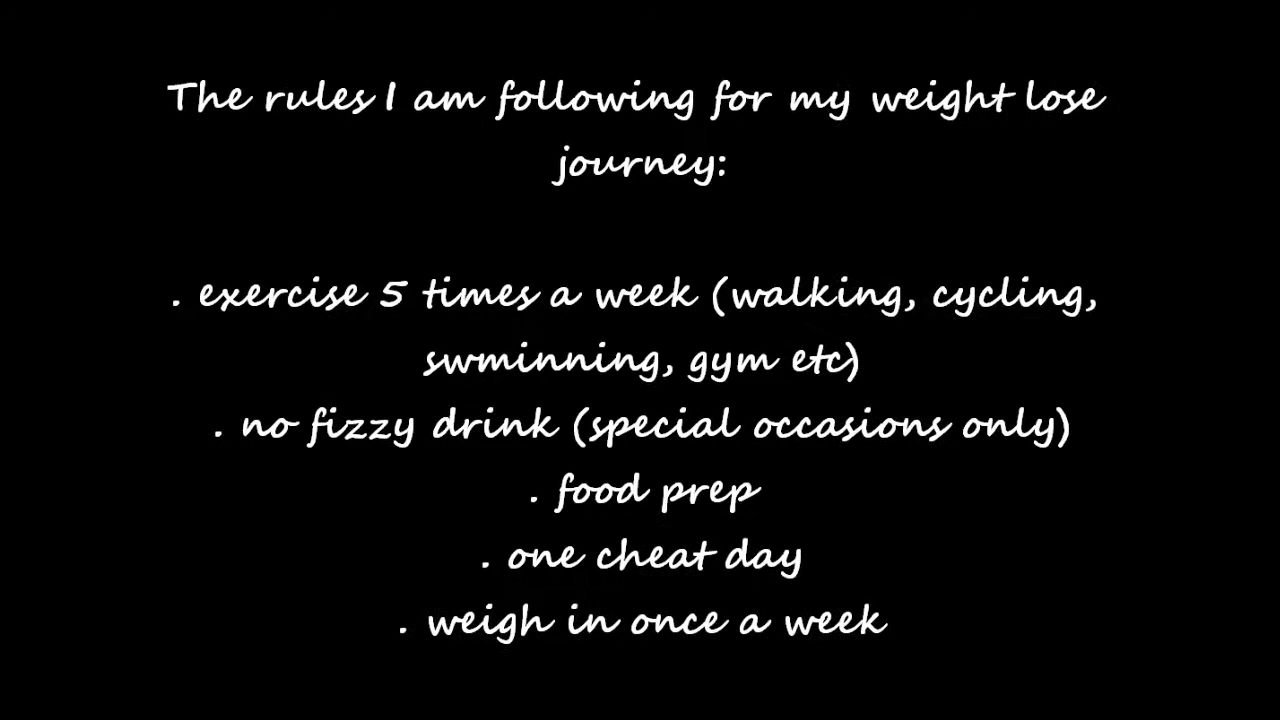 The rules I am following for my weight lose
journey:
. exercise 5 times a week (walking, cycling,
swminning, gym etc)
. no fizzy drink (special occasions only)
. food prep
. one cheat day
. weigh in once a week